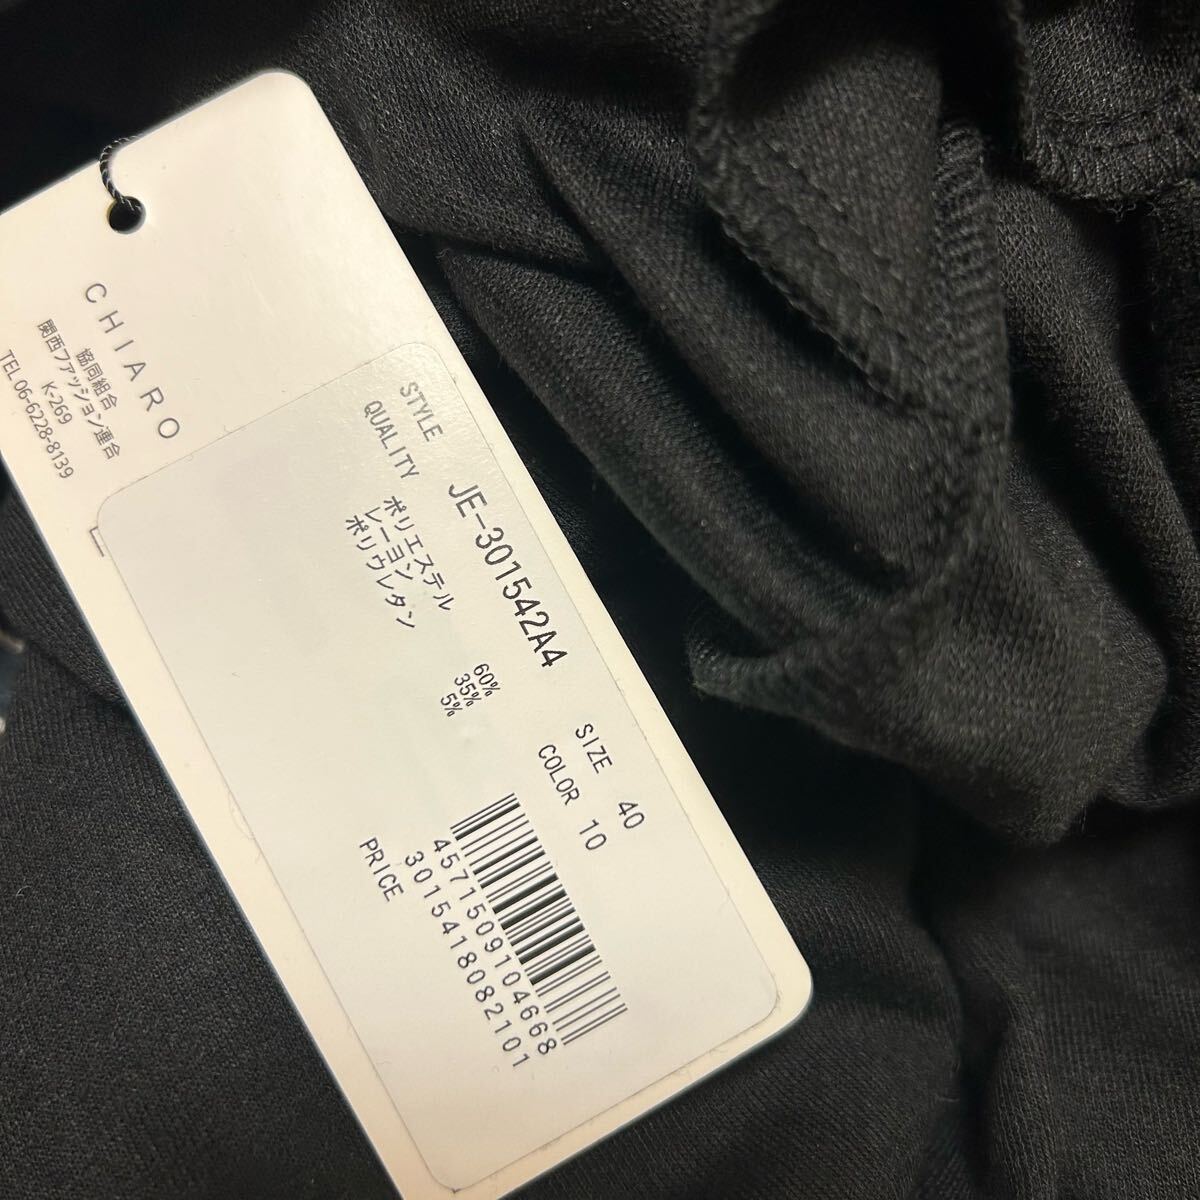 CHIARO
協同組合
関西ファッション連合
K-269
TEL 06-6228-8139
STYLE JE-301542A4
QUALITY ポリエステル 60%
レーヨン 35%
ポリウレタン 5%
SIZE 40
COLOR 10
4571509104668
3015418082101
PRICE